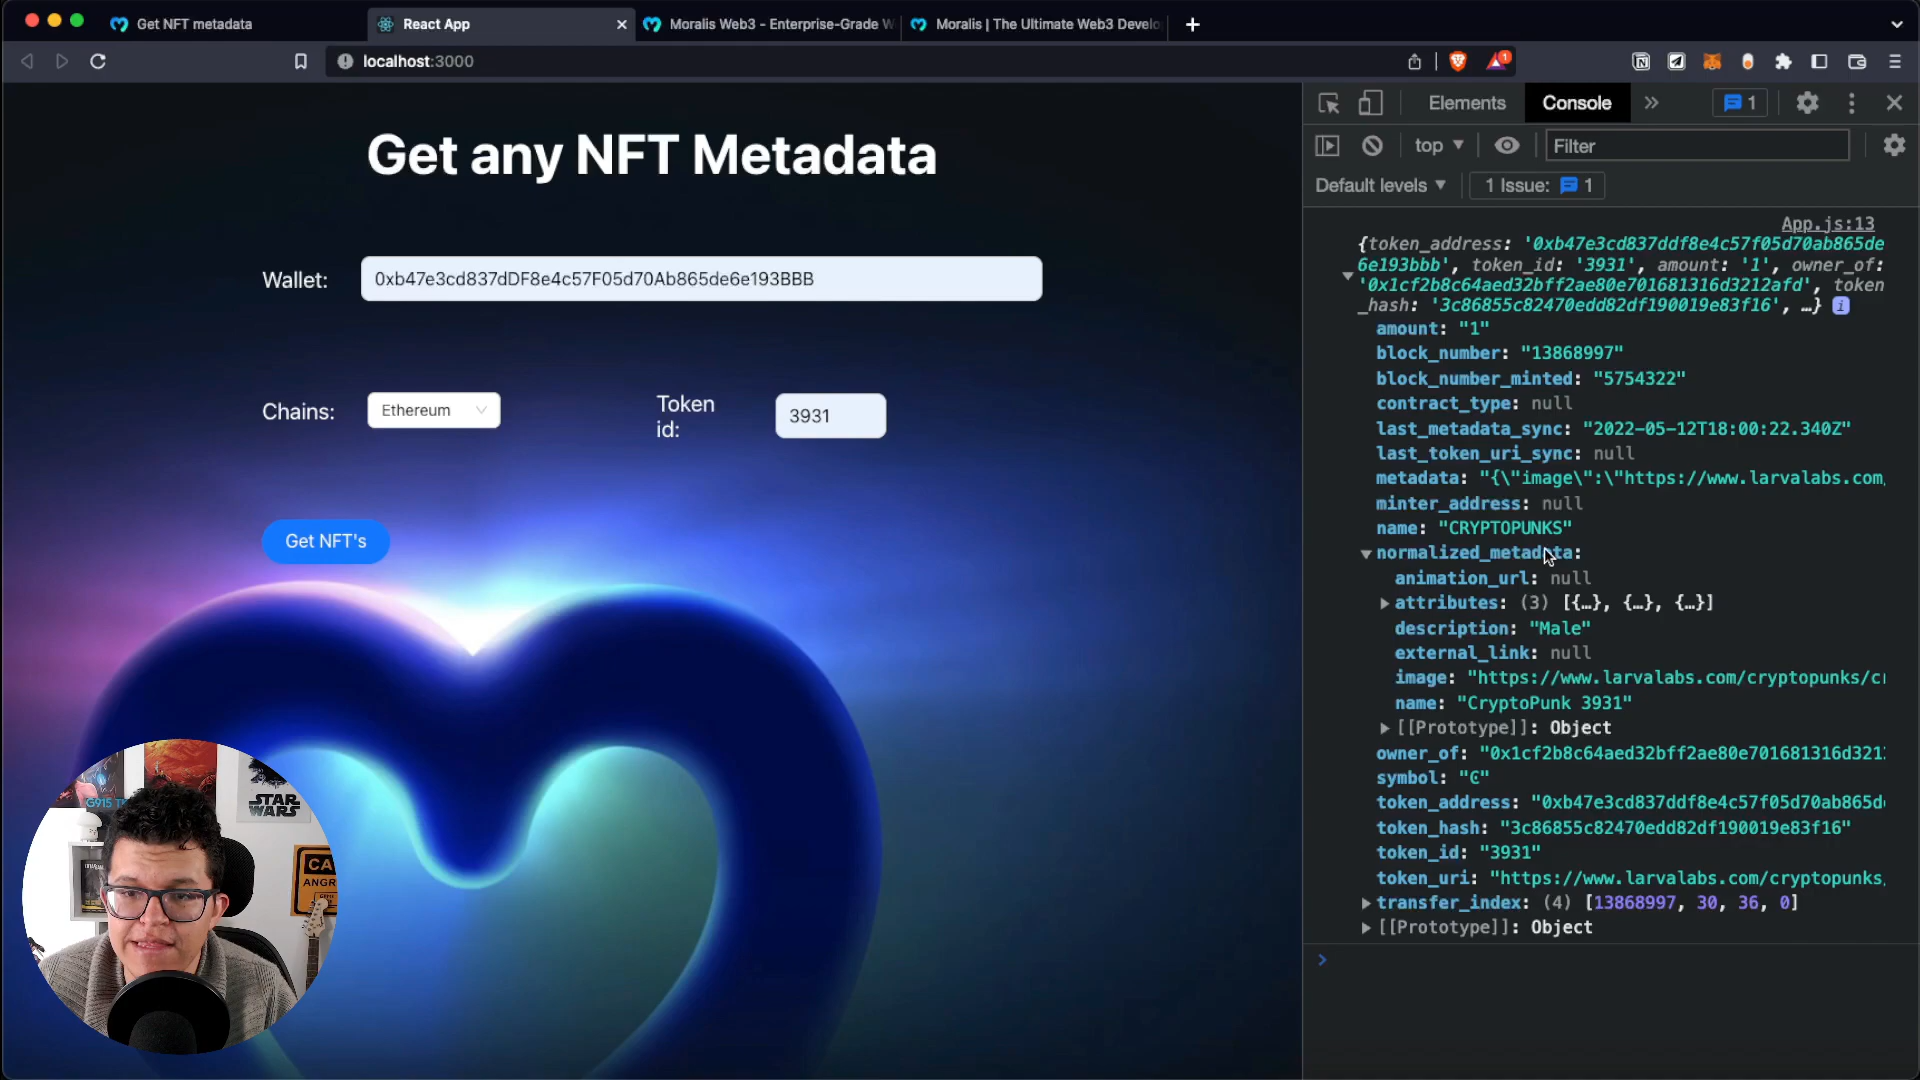 Get NFT metadata
React App
Moralis Web3 - Enterprise-Grade W
Moralis | The Ultimate Web3 Develo
localhost:3000
1
Get any NFT Metadata
Wallet:
0xb47e3cd837dDF8e4c57F05d70Ab865de6e193BBB
Chains:
Ethereum
Token
id:
3931
Get NFT's
Elements
Console
1
top
Filter
Default levels
1 Issue: 1
App.js:13
{token_address: '0xb47e3cd837ddf8e4c57f05d70ab865de
6e193bbb', token_id: '3931', amount: '1', owner_of:
'0x1cf2b8c64aed32bff2ae80e701681316d3212afd', token
_hash: '3c86855c82470edd82df190019e83f16', …}
amount: "1"
block_number: "13868997"
block_number_minted: "5754322"
contract_type: null
last_metadata_sync: "2022-05-12T18:00:22.340Z"
last_token_uri_sync: null
metadata: "{\"image\":\"https://www.larvalabs.com
minter_address: null
name: "CRYPTOPUNKS"
normalized_metadata:
animation_url: null
attributes: (3) [{…}, {…}, {…}]
description: "Male"
external_link: null
image: "https://www.larvalabs.com/cryptopunks/c
name: "CryptoPunk 3931"
[[Prototype]]: Object
owner_of: "0x1cf2b8c64aed32bff2ae80e701681316d321
symbol: "Ͼ"
token_address: "0xb47e3cd837ddf8e4c57f05d70ab865d
token_hash: "3c86855c82470edd82df190019e83f16"
token_id: "3931"
token_uri: "https://www.larvalabs.com/cryptopunks
transfer_index: (4) [13868997, 30, 36, 0]
[[Prototype]]: Object
STAR
WARS
CA
ANGR